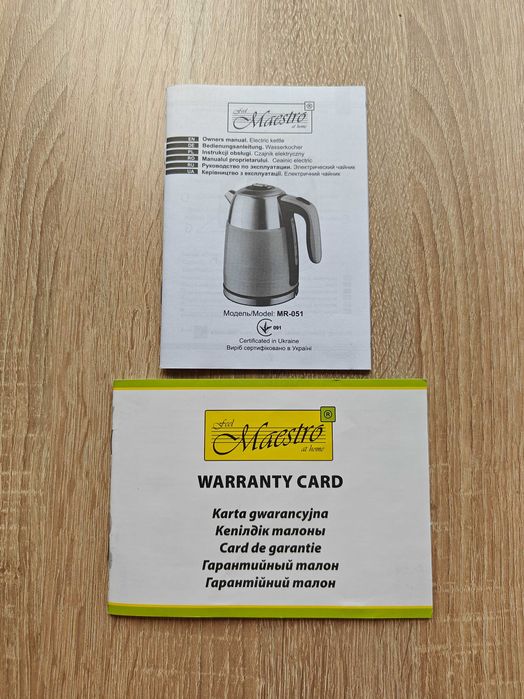 Feel
Maestro ®
at home
EN Owners manual. Electric kettle
DE Bedienungsanleitung. Wasserkocher
PL Instrukcji obsługi. Czajnik elektryczny
RO Manualul proprietarului. Ceainic electric
RU Руководство по эксплуатации. Электрический чайник
UA Керівництво з експлуатації. Електричний чайник
Модель/Model: MR-051
091
Certificated in Ukraine
Виріб сертифіковано в Україні
Feel
Maestro ®
at home
WARRANTY CARD
Karta gwarancyjna
Кепілдік талоны
Card de garantie
Гарантийный талон
Гарантійний талон